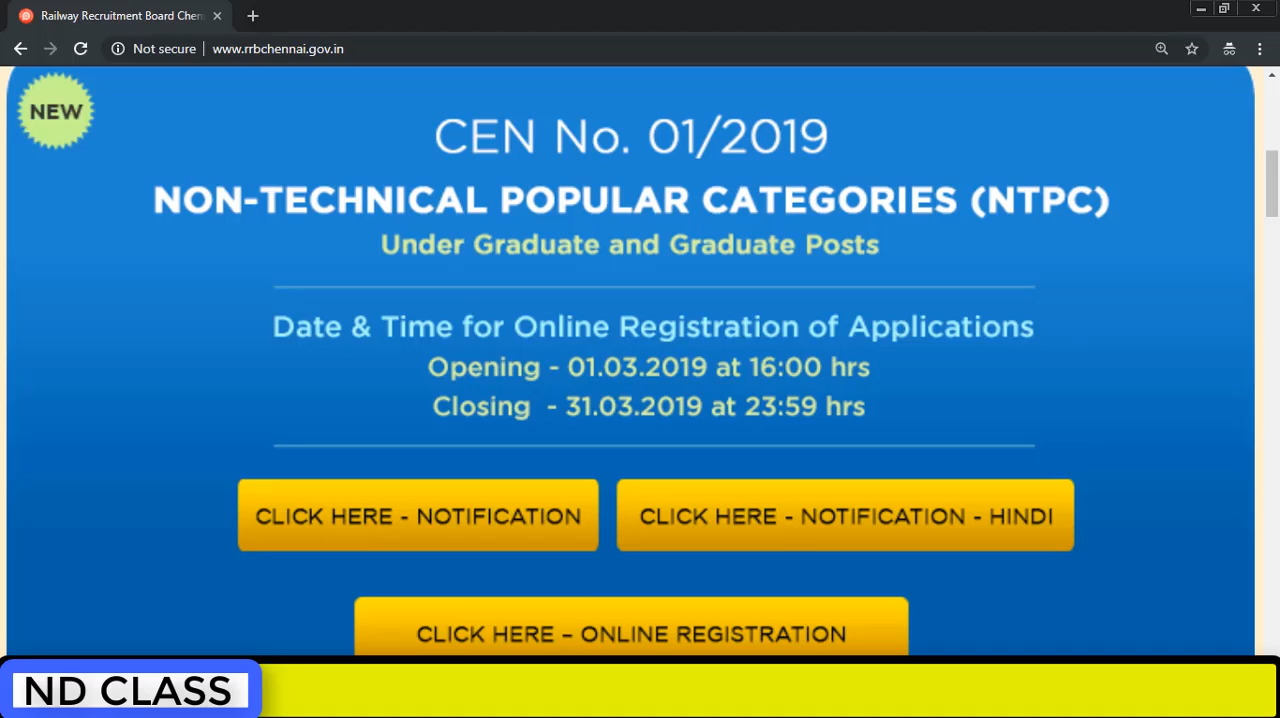 Railway Recruitment Board Chen
Not secure
www.rrbchennai.gov.in
NEW
CEN No. 01/2019
NON-TECHNICAL POPULAR CATEGORIES (NTPC)
Under Graduate and Graduate Posts
Date & Time for Online Registration of Applications
Opening - 01.03.2019 at 16:00 hrs
Closing - 31.03.2019 at 23:59 hrs
CLICK HERE - NOTIFICATION
CLICK HERE - NOTIFICATION - HINDI
CLICK HERE – ONLINE REGISTRATION
ND CLASS